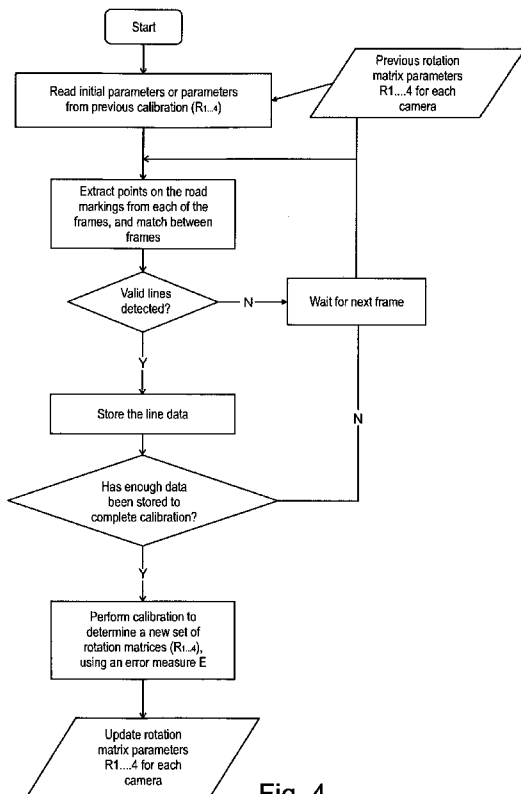 Start
Read initial parameters or parameters
from previous calibration (R1...4)
Previous rotation
matrix parameters
R1....4 for each
camera
Extract points on the road
markings from each of the
frames, and match between
frames
Valid lines
detected?
N
Wait for next frame
Y
Store the line data
N
Has enough data
been stored to
complete calibration?
Y
Perform calibration to
determine a new set of
rotation matrices (R1...4),
using an error measure E
Update rotation
matrix parameters
R1....4 for each
camera
Fig. 4